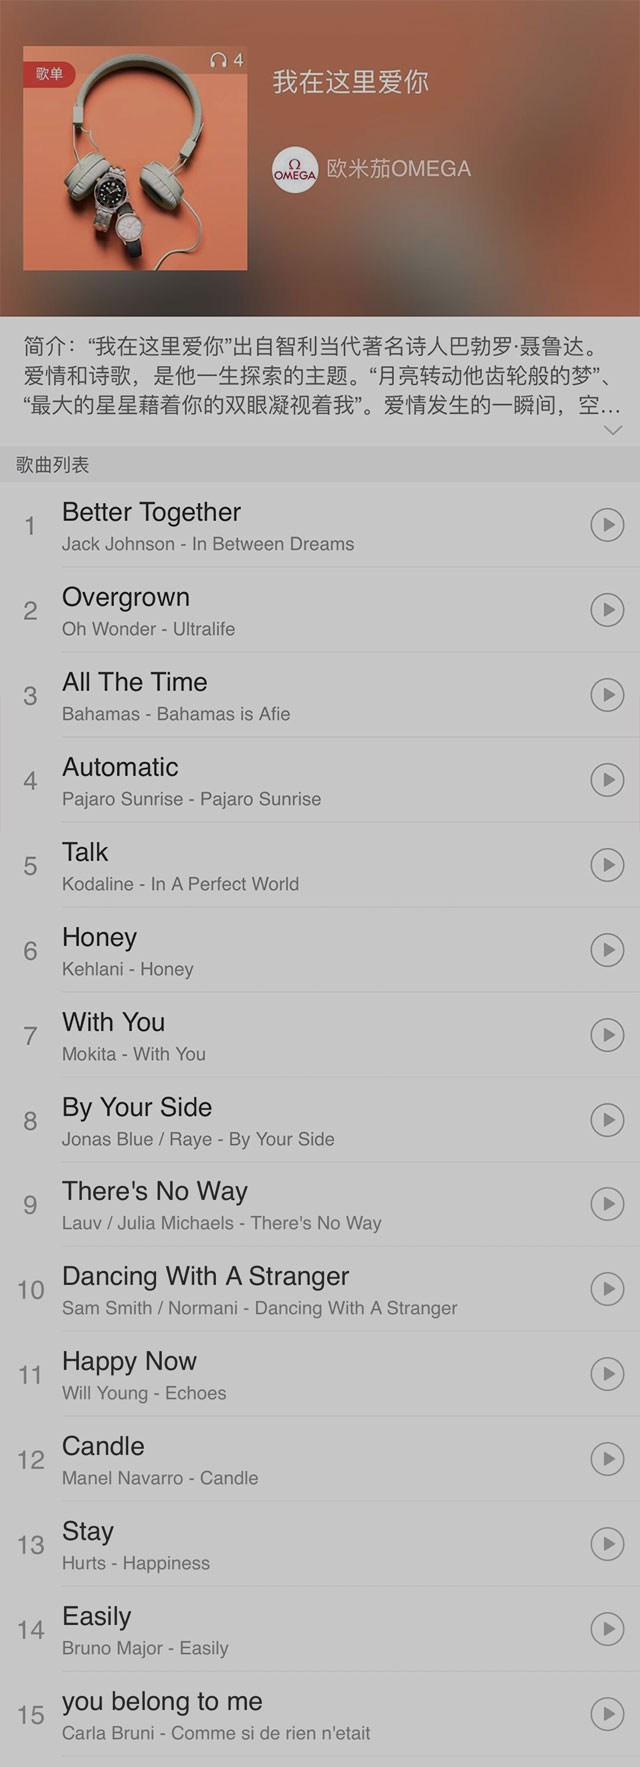 歌单
4
我在这里爱你
Ω
OMEGA
欧米茄OMEGA
简介：“我在这里爱你”出自智利当代著名诗人巴勃罗·聂鲁达。
爱情和诗歌，是他一生探索的主题。“月亮转动他齿轮般的梦”、
“最大的星星藉着你的双眼凝视着我”。爱情发生的一瞬间，空...
歌曲列表
1
Better Together
Jack Johnson - In Between Dreams
2
Overgrown
Oh Wonder - Ultralife
3
All The Time
Bahamas - Bahamas is Afie
4
Automatic
Pajaro Sunrise - Pajaro Sunrise
5
Talk
Kodaline - In A Perfect World
6
Honey
Kehlani - Honey
7
With You
Mokita - With You
8
By Your Side
Jonas Blue / Raye - By Your Side
9
There's No Way
Lauv / Julia Michaels - There's No Way
10
Dancing With A Stranger
Sam Smith / Normani - Dancing With A Stranger
11
Happy Now
Will Young - Echoes
12
Candle
Manel Navarro - Candle
13
Stay
Hurts - Happiness
14
Easily
Bruno Major - Easily
15
you belong to me
Carla Bruni - Comme si de rien n'etait